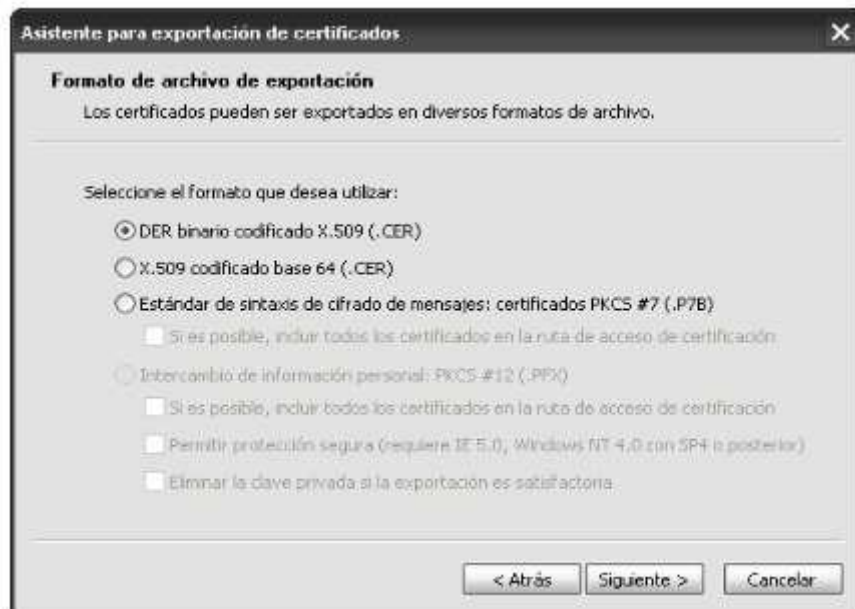 Asistente para exportación de certificados
Formato de archivo de exportación
Los certificados pueden ser exportados en diversos formatos de archivo.
Seleccione el formato que desea utilizar:
DER binario codificado X.509 (.CER)
X.509 codificado base 64 (.CER)
Estándar de sintaxis de cifrado de mensajes: certificados PKCS #7 (.P7B)
Si es posible, incluir todos los certificados en la ruta de acceso de certificación
Intercambio de información personal: PKCS #12 (.PFX)
Si es posible, incluir todos los certificados en la ruta de acceso de certificación
Permitir protección segura (requiere IE 5.0, Windows NT 4.0 con SP4 o posterior)
Eliminar la clave privada si la exportación es satisfactoria
< Atrás Siguiente > Cancelar